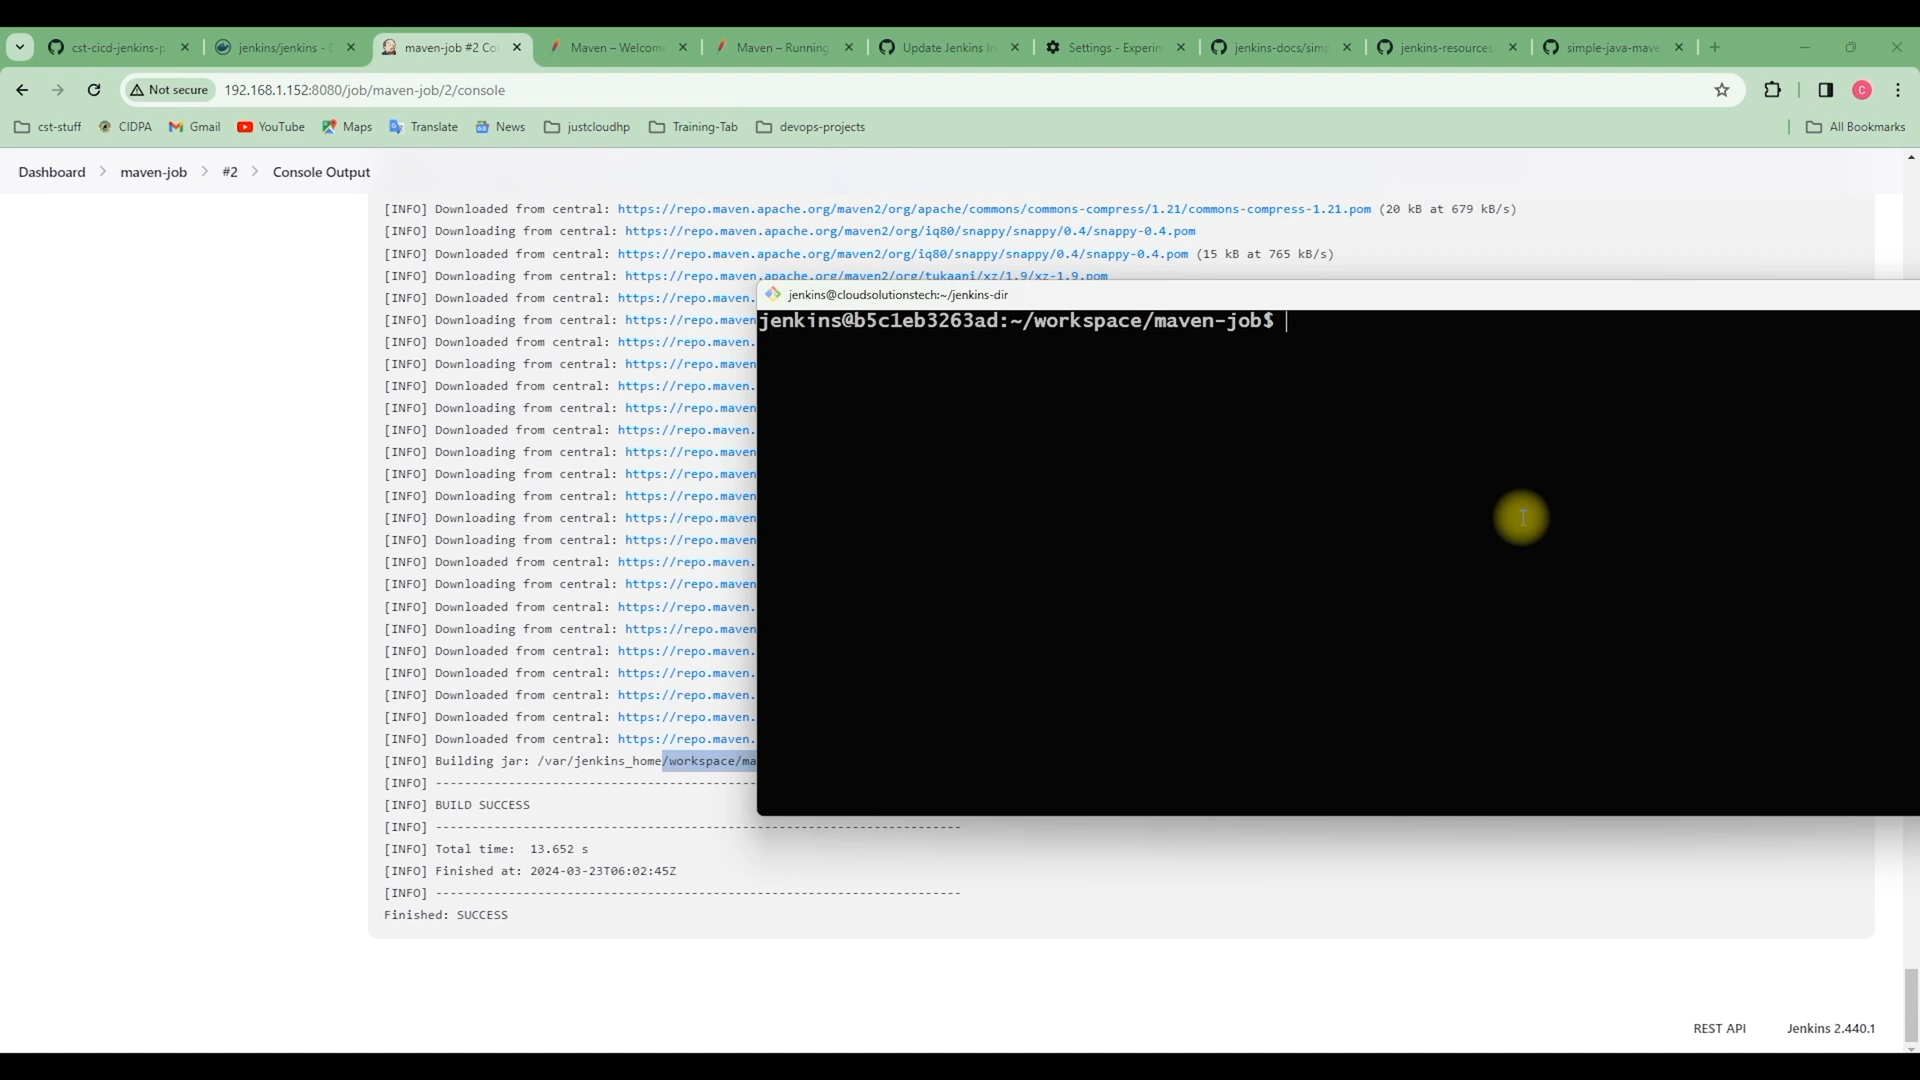 cst-cicd-jenkins-p
jenkins/jenkins - D
maven-job #2 Co
Maven – Welcome
Maven – Running
Update Jenkins In
Settings - Experim
jenkins-docs/simp
jenkins-resources
simple-java-mave
Not secure
192.168.1.152:8080/job/maven-job/2/console
C
cst-stuff
CIDPA
Gmail
YouTube
Maps
Translate
News
justcloudhp
Training-Tab
devops-projects
All Bookmarks
Dashboard > maven-job > #2 > Console Output
[INFO] Downloaded from central: https://repo.maven.apache.org/maven2/org/apache/commons/commons-compress/1.21/commons-compress-1.21.pom (20 kB at 679 kB/s)
[INFO] Downloading from central: https://repo.maven.apache.org/maven2/org/iq80/snappy/snappy/0.4/snappy-0.4.pom
[INFO] Downloaded from central: https://repo.maven.apache.org/maven2/org/iq80/snappy/snappy/0.4/snappy-0.4.pom (15 kB at 765 kB/s)
[INFO] Downloading from central: https://repo.maven.apache.org/maven2/org/tukaani/xz/1.9/xz-1.9.pom
[INFO] Downloaded from central: https://repo.maven.
[INFO] Downloading from central: https://repo.maven
[INFO] Downloaded from central: https://repo.maven.
[INFO] Downloading from central: https://repo.maven
[INFO] Downloaded from central: https://repo.maven.
[INFO] Downloading from central: https://repo.maven
[INFO] Downloaded from central: https://repo.maven.
[INFO] Downloading from central: https://repo.maven
[INFO] Downloading from central: https://repo.maven
[INFO] Downloading from central: https://repo.maven
[INFO] Downloading from central: https://repo.maven
[INFO] Downloading from central: https://repo.maven
[INFO] Downloaded from central: https://repo.maven.
[INFO] Downloading from central: https://repo.maven
[INFO] Downloaded from central: https://repo.maven.
[INFO] Downloading from central: https://repo.maven
[INFO] Downloaded from central: https://repo.maven.
[INFO] Downloaded from central: https://repo.maven.
[INFO] Downloaded from central: https://repo.maven.
[INFO] Downloaded from central: https://repo.maven.
[INFO] Downloaded from central: https://repo.maven.
[INFO] Building jar: /var/jenkins_home/workspace/ma
[INFO] --------------------------------------------
[INFO] BUILD SUCCESS
[INFO] ------------------------------------------------------------------------
[INFO] Total time:  13.652 s
[INFO] Finished at: 2024-03-23T06:02:45Z
[INFO] ------------------------------------------------------------------------
Finished: SUCCESS
jenkins@cloudsolutionstech:~/jenkins-dir
jenkins@b5c1eb3263ad:~/workspace/maven-job$
REST API
Jenkins 2.440.1